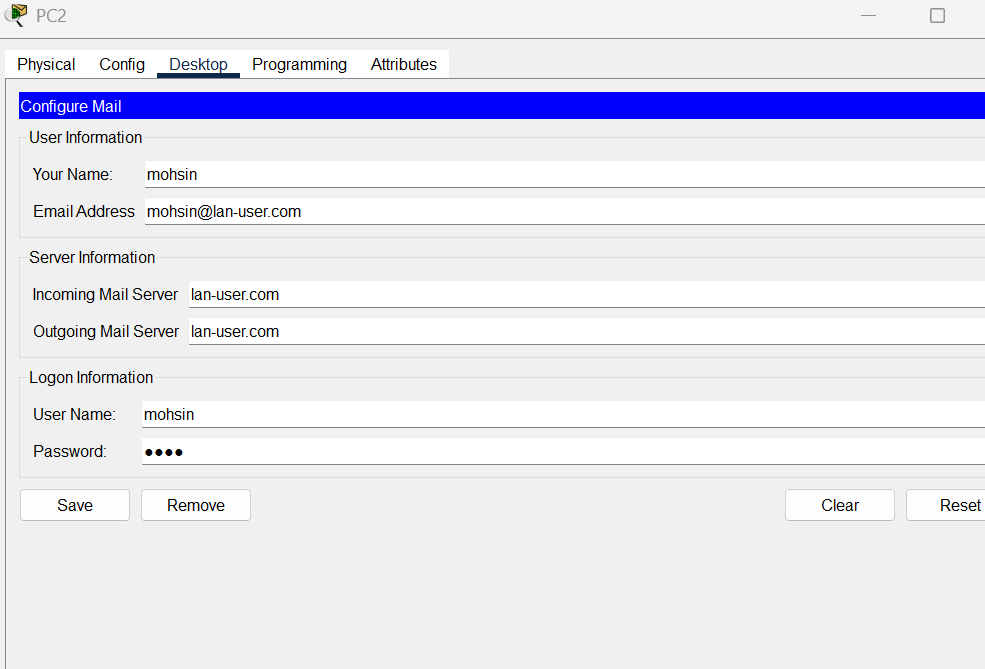 PC2
Physical Config Desktop Programming Attributes
Configure Mail
User Information
Your Name: mohsin
Email Address mohsin@lan-user.com
Server Information
Incoming Mail Server lan-user.com
Outgoing Mail Server lan-user.com
Logon Information
User Name: mohsin
Password: ●●●●
Save Remove Clear Reset